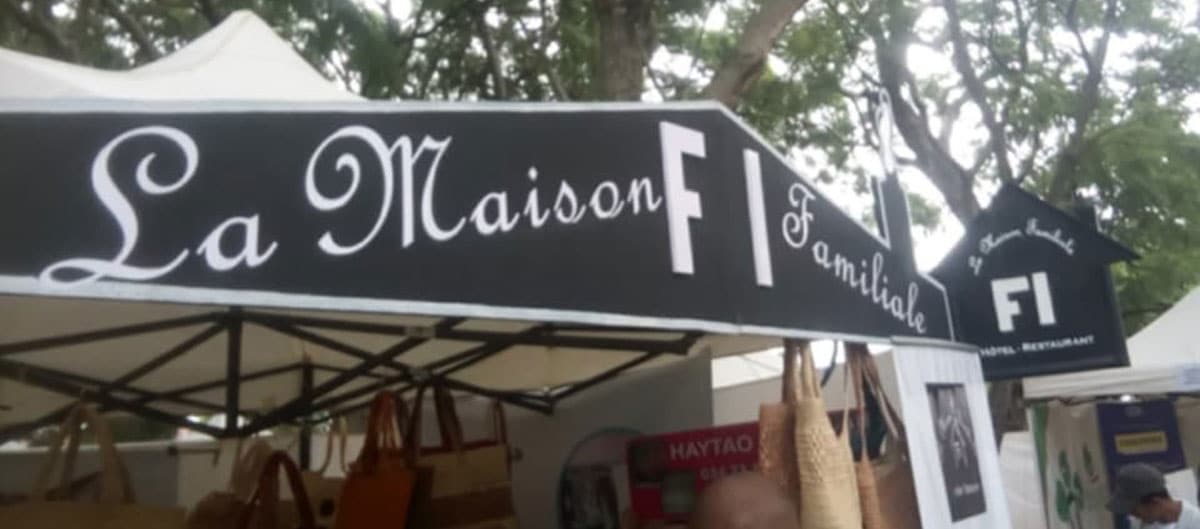 La Maison FI Familiale
La Maison Familiale
FI
HÔTEL - RESTAURANT
HAYTAO